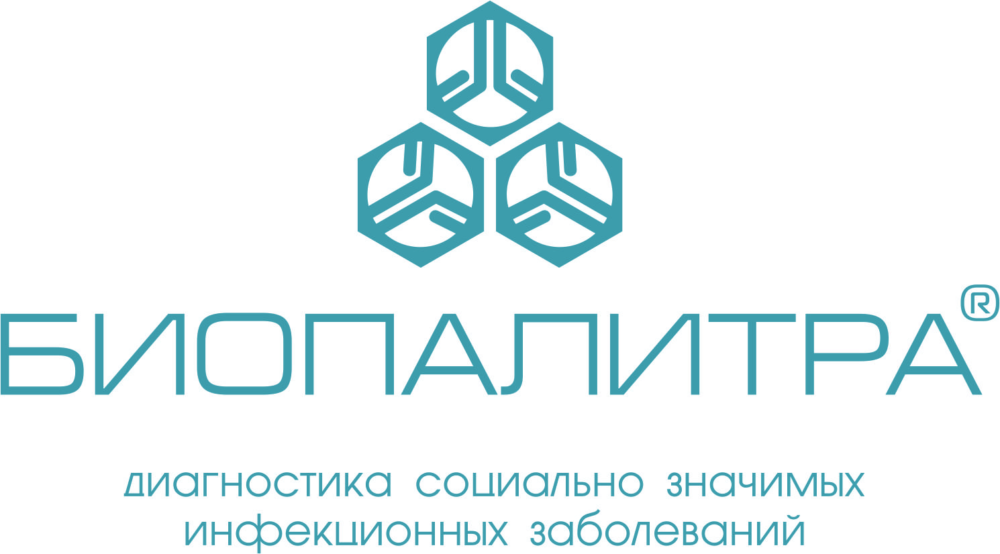 БИОПАЛИТРА®
диагностика социально значимых
инфекционных заболеваний